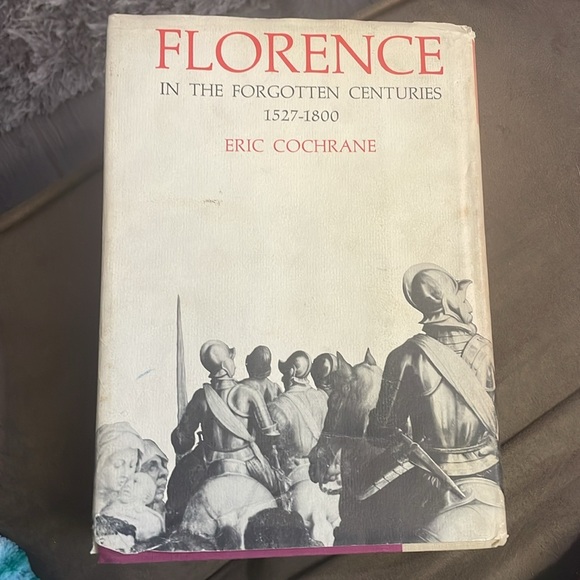 FLORENCE
IN THE FORGOTTEN CENTURIES
1527-1800
ERIC COCHRANE